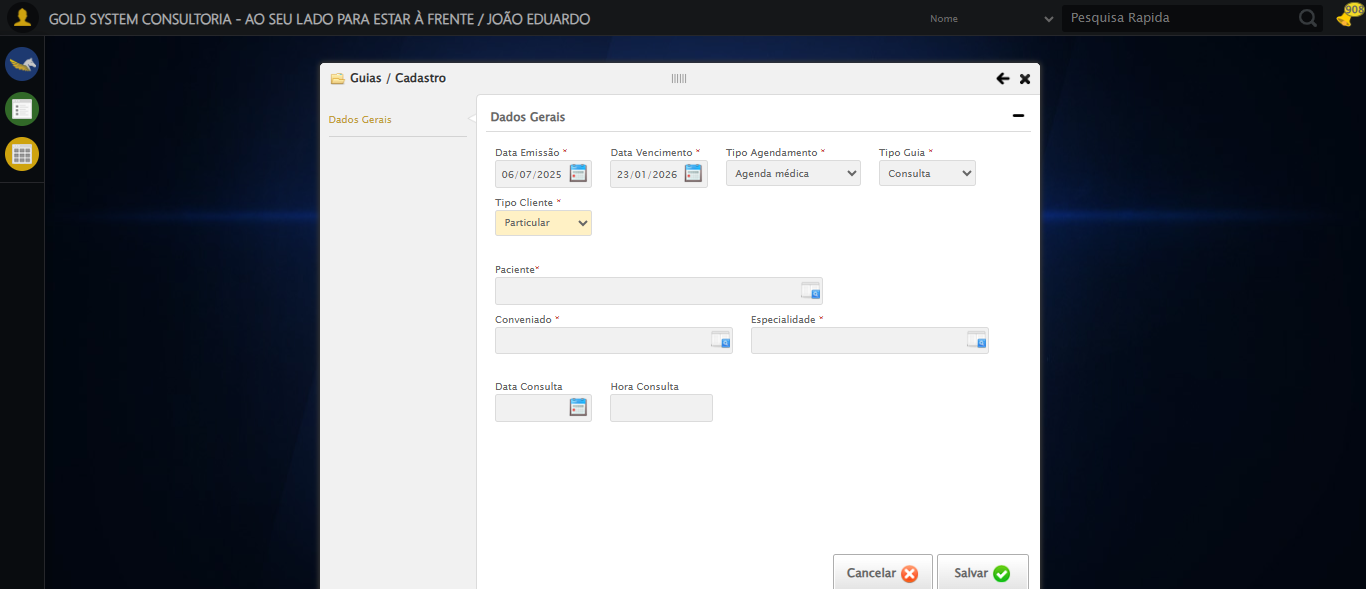 GOLD SYSTEM CONSULTORIA - AO SEU LADO PARA ESTAR À FRENTE / JOÃO EDUARDO
Nome
Pesquisa Rapida
908
Guias / Cadastro
Dados Gerais
Dados Gerais
Data Emissão * Data Vencimento * Tipo Agendamento * Tipo Guia *
06/07/2025 23/01/2026 Agenda médica Consulta
Tipo Cliente *
Particular
Paciente*
Conveniado * Especialidade *
Data Consulta Hora Consulta
Cancelar Salvar